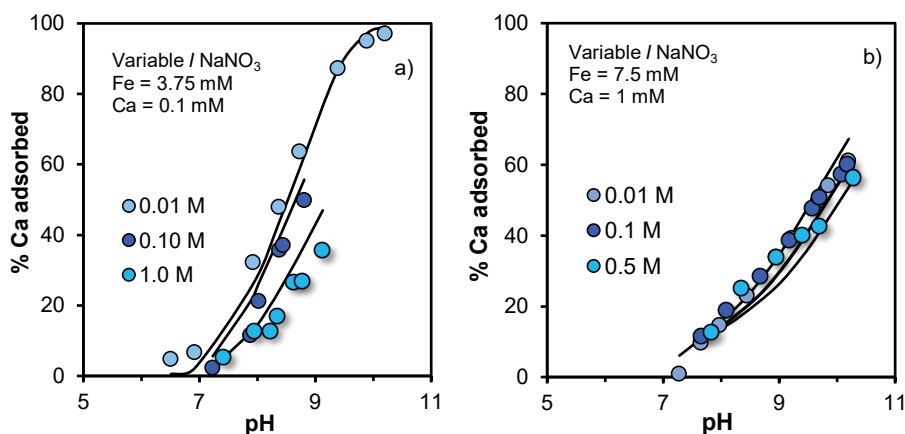 % Ca adsorbed
100
80
60
40
20
0
Variable I NaNO₃
Fe = 3.75 mM
Ca = 0.1 mM
a)
0.01 M
0.10 M
1.0 M
5
7
9
11
pH
% Ca adsorbed
100
80
60
40
20
0
Variable I NaNO₃
Fe = 7.5 mM
Ca = 1 mM
b)
0.01 M
0.1 M
0.5 M
5
7
9
11
pH